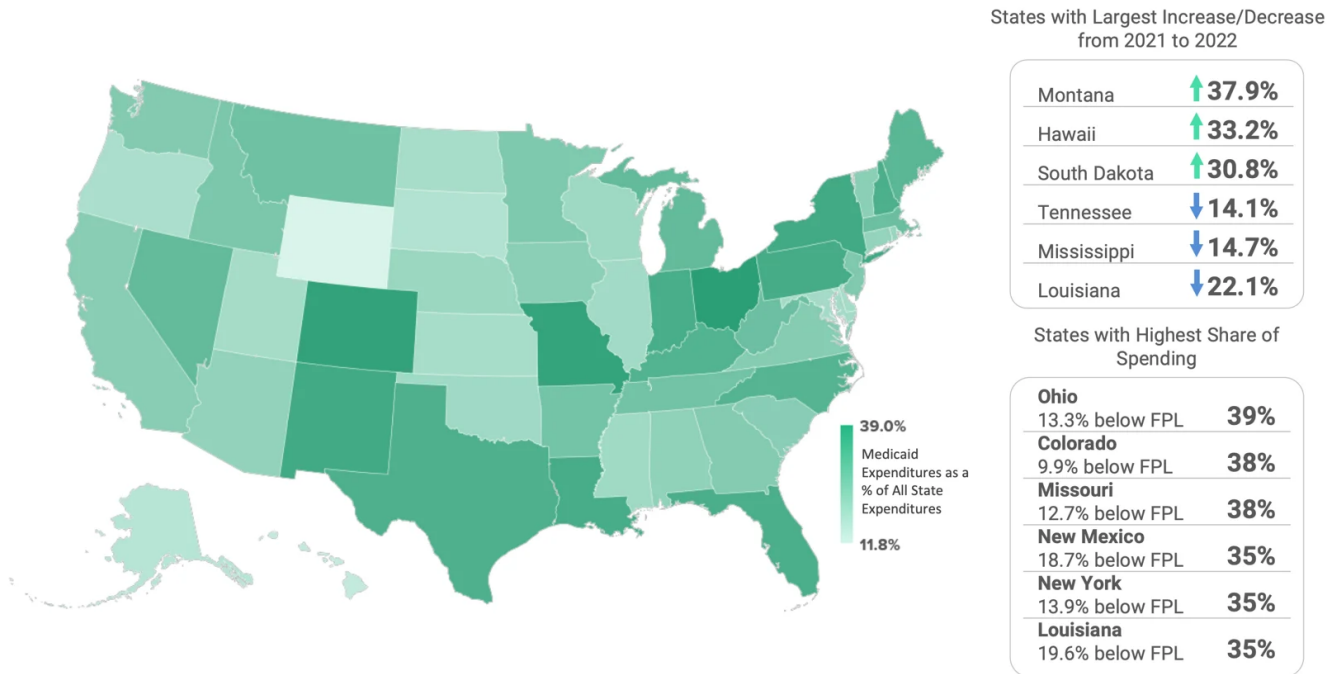 States with Largest Increase/Decrease
from 2021 to 2022
Montana 37.9%
Hawaii 33.2%
South Dakota 30.8%
Tennessee 14.1%
Mississippi 14.7%
Louisiana 22.1%
States with Highest Share of
Spending
Ohio
13.3% below FPL 39%
Colorado
9.9% below FPL 38%
Missouri
12.7% below FPL 38%
New Mexico
18.7% below FPL 35%
New York
13.9% below FPL 35%
Louisiana
19.6% below FPL 35%
39.0%
Medicaid
Expenditures as a
% of All State
Expenditures
11.8%